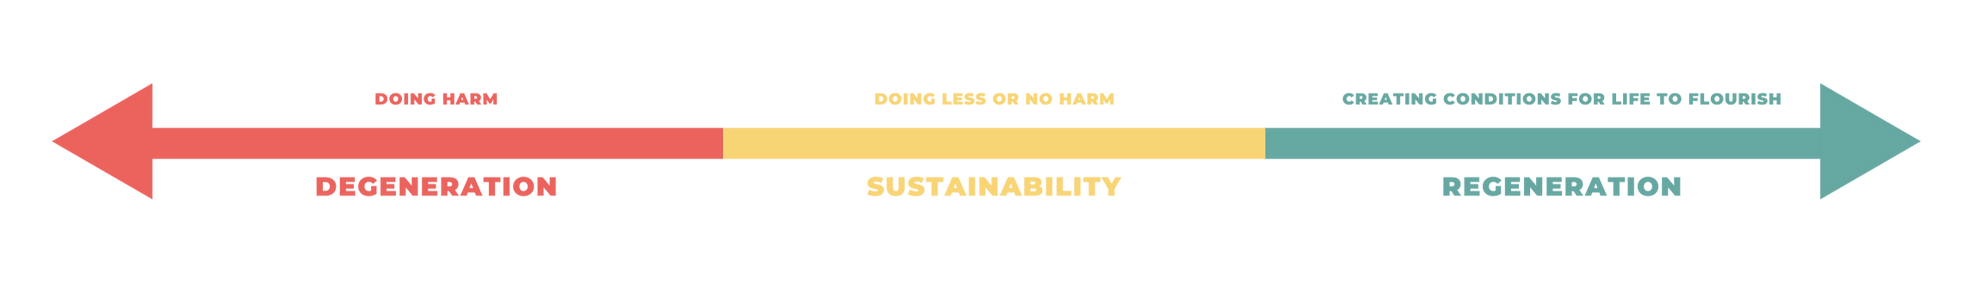 DOING HARM
DOING LESS OR NO HARM
CREATING CONDITIONS FOR LIFE TO FLOURISH
DEGENERATION
SUSTAINABILITY
REGENERATION